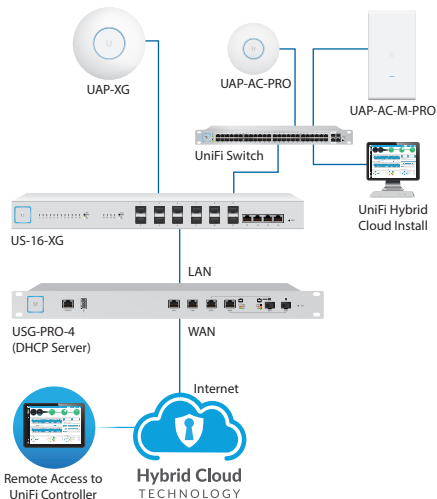 UAP-XG
UAP-AC-PRO
UAP-AC-M-PRO
UniFi Switch
UniFi Hybrid
Cloud Install
US-16-XG
LAN
USG-PRO-4
(DHCP Server)
WAN
Internet
Remote Access to
UniFi Controller
Hybrid Cloud
TECHNOLOGY